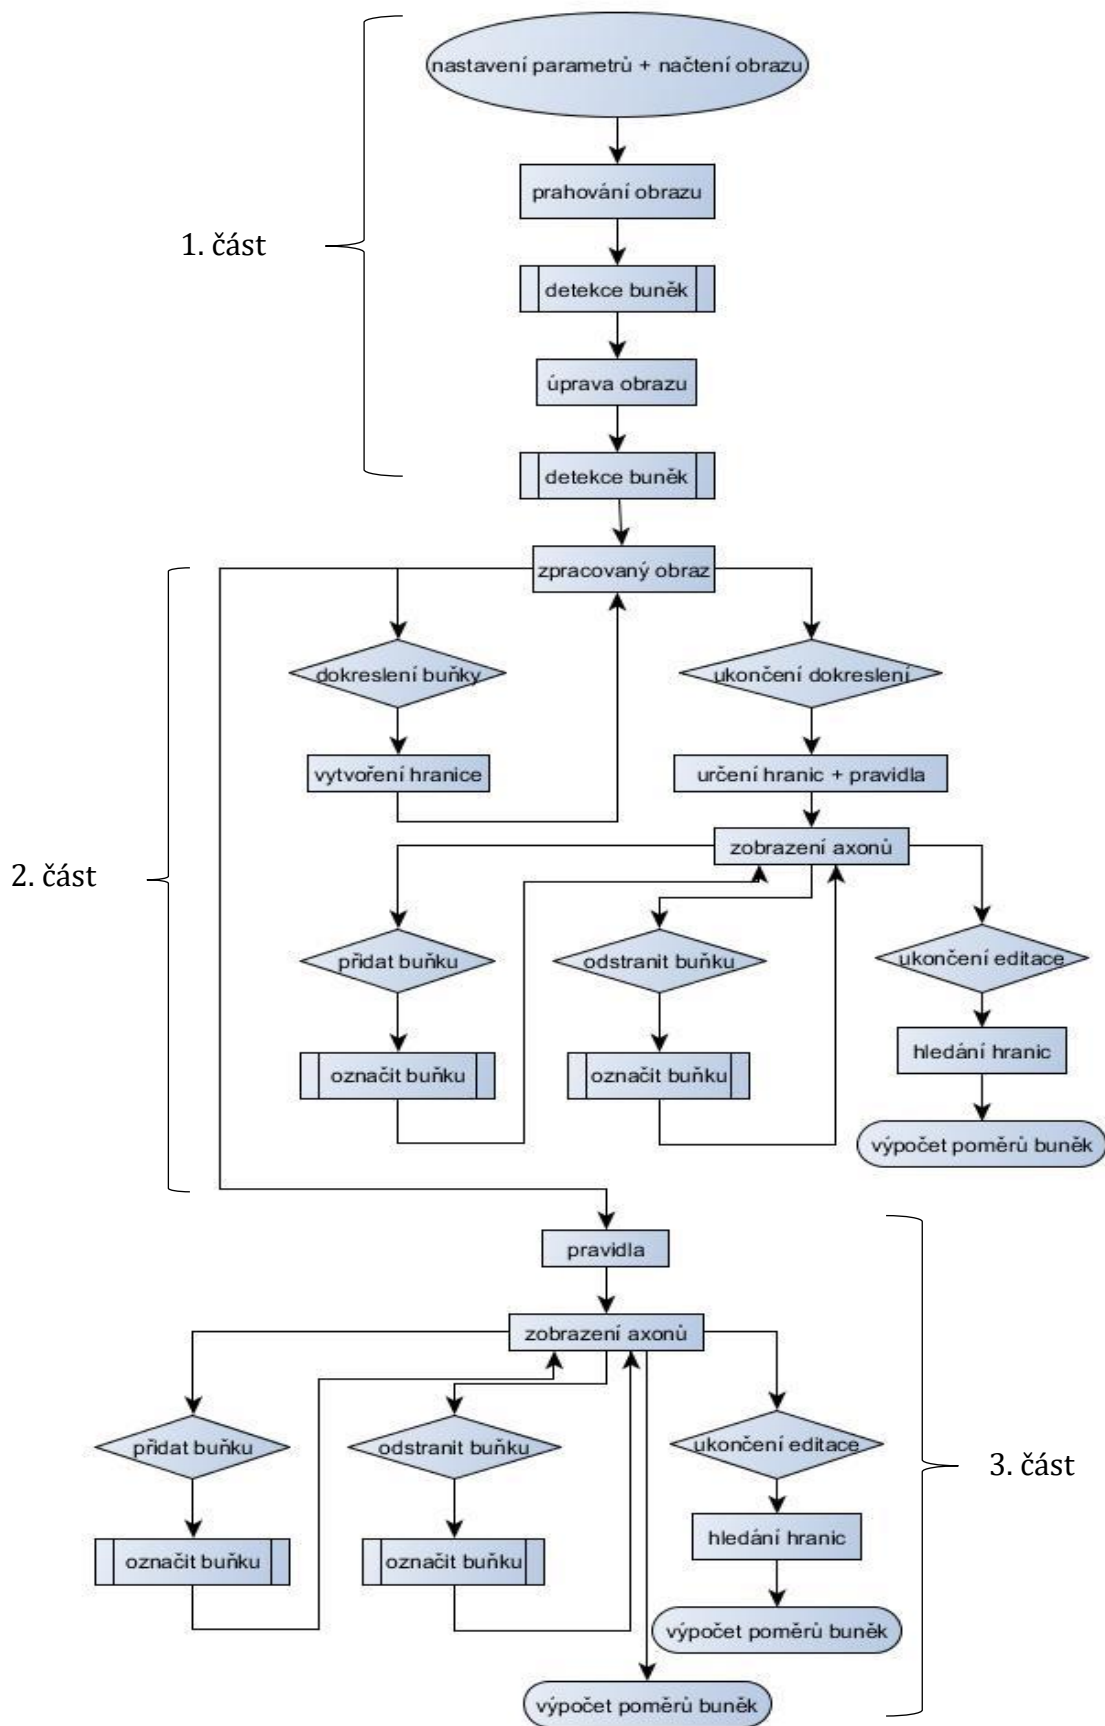 nastavení parametrů + načtení obrazu
prahování obrazu
1. část
detekce buněk
úprava obrazu
detekce buněk
zpracovaný obraz
dokreslení buňky
ukončení dokreslení
vytvoření hranice
určení hranic + pravidla
zobrazení axonů
2. část
přidat buňku
odstranit buňku
ukončení editace
hledání hranic
označit buňku
označit buňku
výpočet poměrů buněk
pravidla
zobrazení axonů
přidat buňku
odstranit buňku
ukončení editace
3. část
hledání hranic
označit buňku
označit buňku
výpočet poměrů buněk
výpočet poměrů buněk